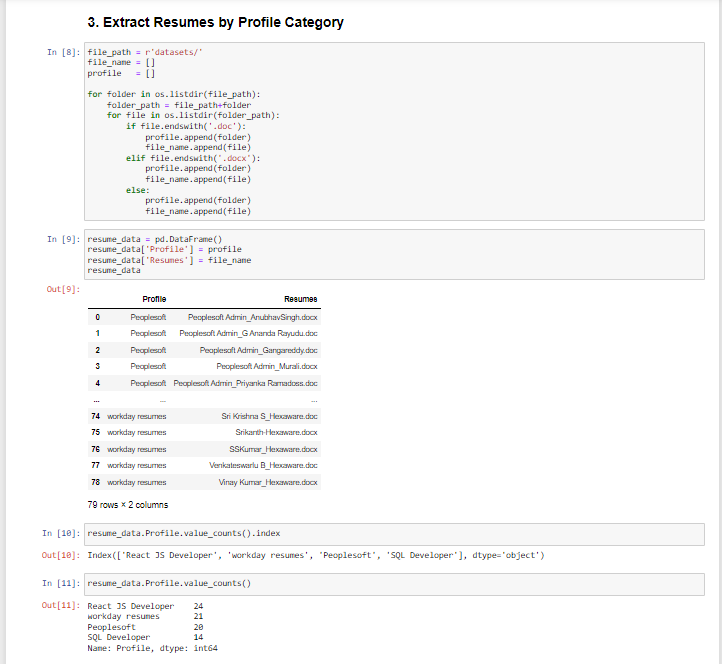 3. Extract Resumes by Profile Category
In [8]: file_path = r'datasets/'
file_name = []
profile   = []
for folder in os.listdir(file_path):
    folder_path = file_path+folder
    for file in os.listdir(folder_path):
        if file.endswith('.doc'):
            profile.append(folder)
            file_name.append(file)
        elif file.endswith('.docx'):
            profile.append(folder)
            file_name.append(file)
        else:
            profile.append(folder)
            file_name.append(file)
In [9]: resume_data = pd.DataFrame()
resume_data['Profile'] = profile
resume_data['Resumes'] = file_name
resume_data
Out[9]:
Profile Resumes
0 Peoplesoft Peoplesoft Admin_AnubhavSingh.docx
1 Peoplesoft Peoplesoft Admin_G Ananda Rayudu.doc
2 Peoplesoft Peoplesoft Admin_Gangareddy.doc
3 Peoplesoft Peoplesoft Admin_Murali.docx
4 Peoplesoft Peoplesoft Admin_Priyanka Ramadoss.doc
... ... ...
74 workday resumes Sri Krishna S_Hexaware.doc
75 workday resumes Srikanth-Hexaware.docx
76 workday resumes SSKumar_Hexaware.docx
77 workday resumes Venkateswarlu B_Hexaware.doc
78 workday resumes Vinay Kumar_Hexaware.docx
79 rows × 2 columns
In [10]: resume_data.Profile.value_counts().index
Out[10]: Index(['React JS Developer', 'workday resumes', 'Peoplesoft', 'SQL Developer'], dtype='object')
In [11]: resume_data.Profile.value_counts()
Out[11]: React JS Developer    24
workday resumes       21
Peoplesoft            20
SQL Developer         14
Name: Profile, dtype: int64